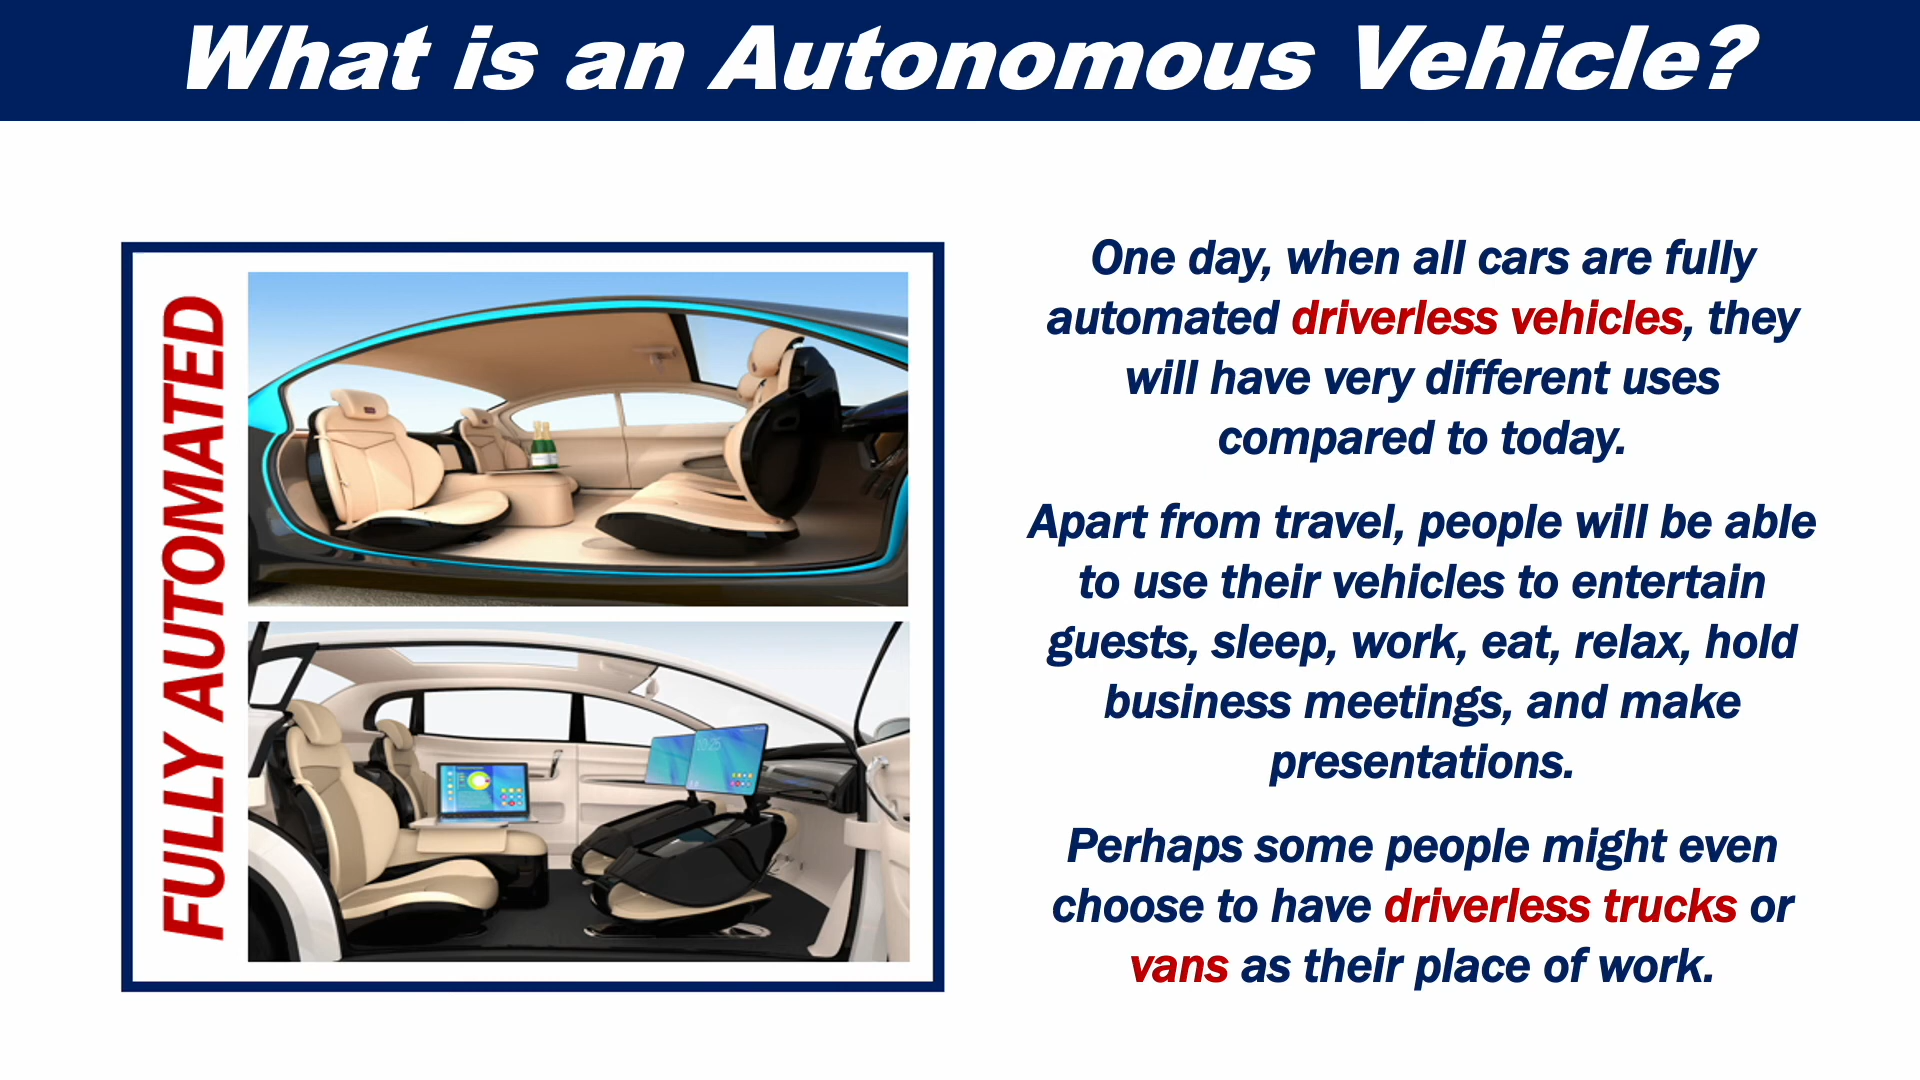 What is an Autonomous Vehicle?
FULLY AUTOMATED
10:25
One day, when all cars are fully
automated driverless vehicles, they
will have very different uses
compared to today.
Apart from travel, people will be able
to use their vehicles to entertain
guests, sleep, work, eat, relax, hold
business meetings, and make
presentations.
Perhaps some people might even
choose to have driverless trucks or
vans as their place of work.